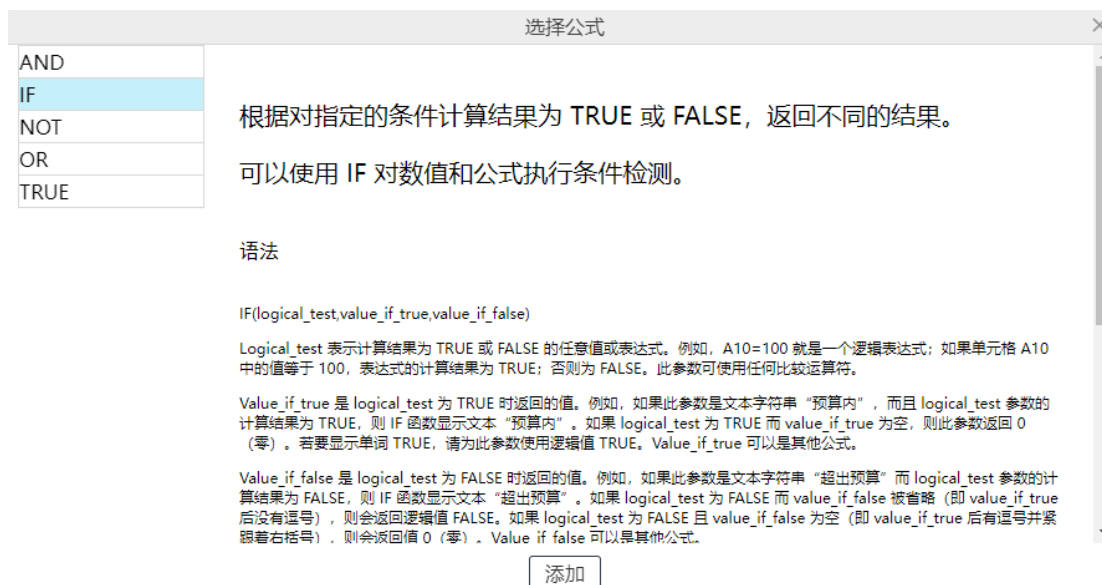 选择公式
AND
IF
NOT
OR
TRUE
根据对指定的条件计算结果为 TRUE 或 FALSE，返回不同的结果。
可以使用 IF 对数值和公式执行条件检测。
语法
IF(logical_test,value_if_true,value_if_false)
Logical_test 表示计算结果为 TRUE 或 FALSE 的任意值或表达式。例如，A10=100 就是一个逻辑表达式；如果单元格 A10
中的值等于 100，表达式的计算结果为 TRUE；否则为 FALSE。此参数可使用任何比较运算符。
Value_if_true 是 logical_test 为 TRUE 时返回的值。例如，如果此参数是文本字符串“预算内”，而且 logical_test 参数的
计算结果为 TRUE，则 IF 函数显示文本“预算内”。如果 logical_test 为 TRUE 而 value_if_true 为空，则此参数返回 0
（零）。若要显示单词 TRUE，请为此参数使用逻辑值 TRUE。Value_if_true 可以是其他公式。
Value_if_false 是 logical_test 为 FALSE 时返回的值。例如，如果此参数是文本字符串“超出预算”而 logical_test 参数的计
算结果为 FALSE，则 IF 函数显示文本“超出预算”。如果 logical_test 为 FALSE 而 value_if_false 被省略（即 value_if_true
后没有逗号），则会返回逻辑值 FALSE。如果 logical_test 为 FALSE 且 value_if_false 为空（即 value_if_true 后有逗号并紧
跟着右括号），则会返回值 0（零）。Value_if_false 可以是其他公式。
添加